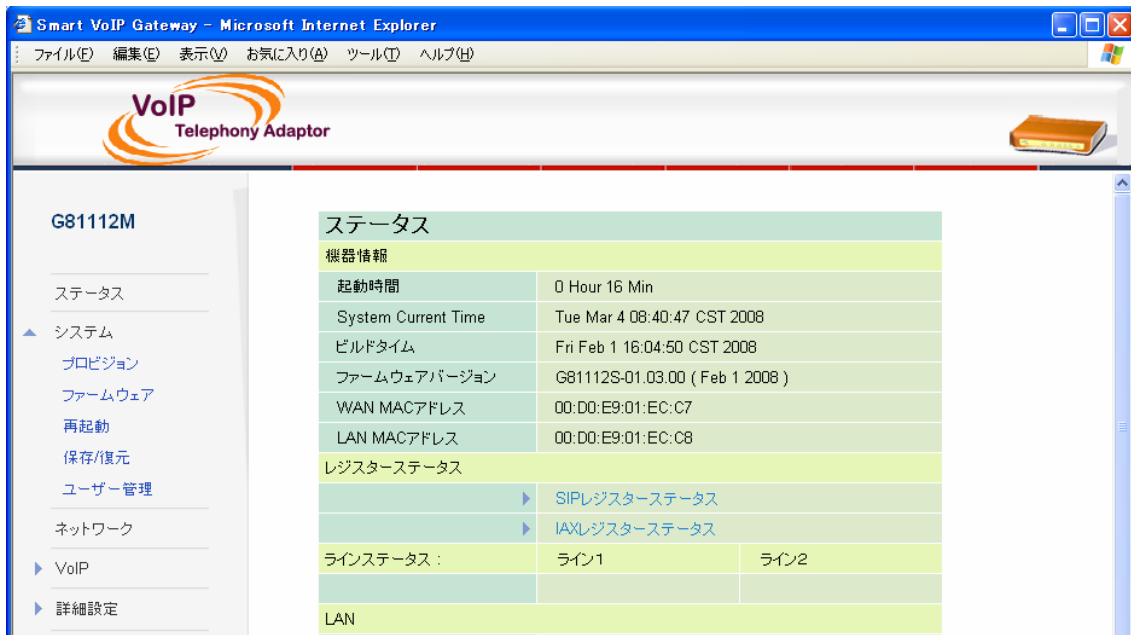 Smart VoIP Gateway - Microsoft Internet Explorer
ファイル(F) 編集(E) 表示(V) お気に入り(A) ツール(T) ヘルプ(H)
VoIP
Telephony Adaptor
G81112M
ステータス
システム
プロビジョン
ファームウェア
再起動
保存/復元
ユーザー管理
ネットワーク
VoIP
詳細設定
ステータス
機器情報
起動時間 0 Hour 16 Min
System Current Time Tue Mar 4 08:40:47 CST 2008
ビルドタイム Fri Feb 1 16:04:50 CST 2008
ファームウェアバージョン G81112S-01.03.00 ( Feb 1 2008 )
WAN MACアドレス 00:D0:E9:01:EC:C7
LAN MACアドレス 00:D0:E9:01:EC:C8
レジスターステータス
SIPレジスターステータス
IAXレジスターステータス
ラインステータス : ライン1 ライン2
LAN